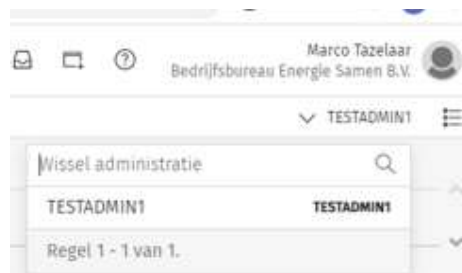 Marco Tazelaar
Bedrijfsbureau Energie Samen B.V.
TESTADMIN1
Wissel administratie
TESTADMIN1 TESTADMIN1
Regel 1 - 1 van 1.